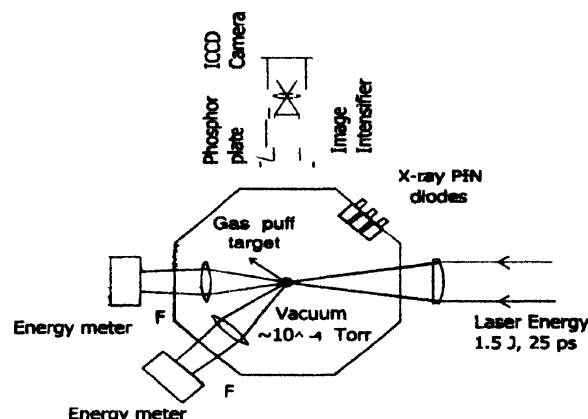 ICCD
Camera
Phosphor
plate
Image
Intensifier
X-ray PIN
diodes
Gas puff
target
Vacuum
~10^-4 Torr
Energy meter
F
Laser Energy
1.5 J, 25 ps
F
Energy meter